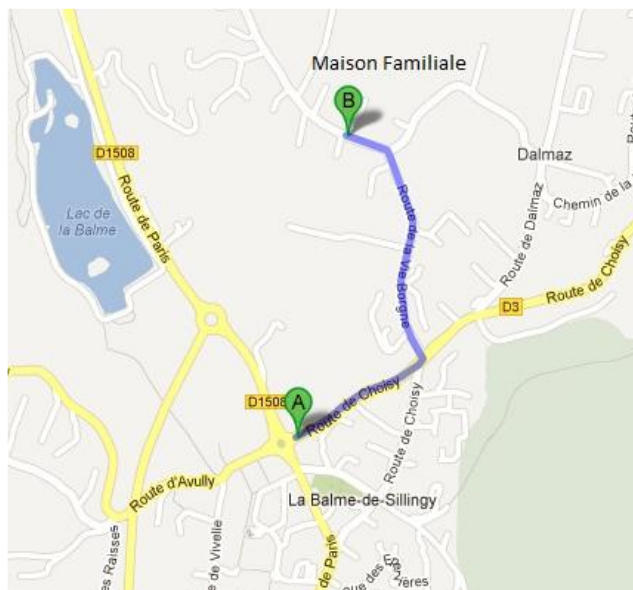 Maison Familiale
B
D1508
Route de Paris
Lac de
la Balme
Dalmaz
Chemin de la
Route de Dalmaz
Route de la Vie Borgne
Route de Choisy
D3
D1508
A
Route de Choisy
Route de Choisy
Route d'Avully
La Balme-de-Sillingy
de Vivelle
es Raisses
de Paris